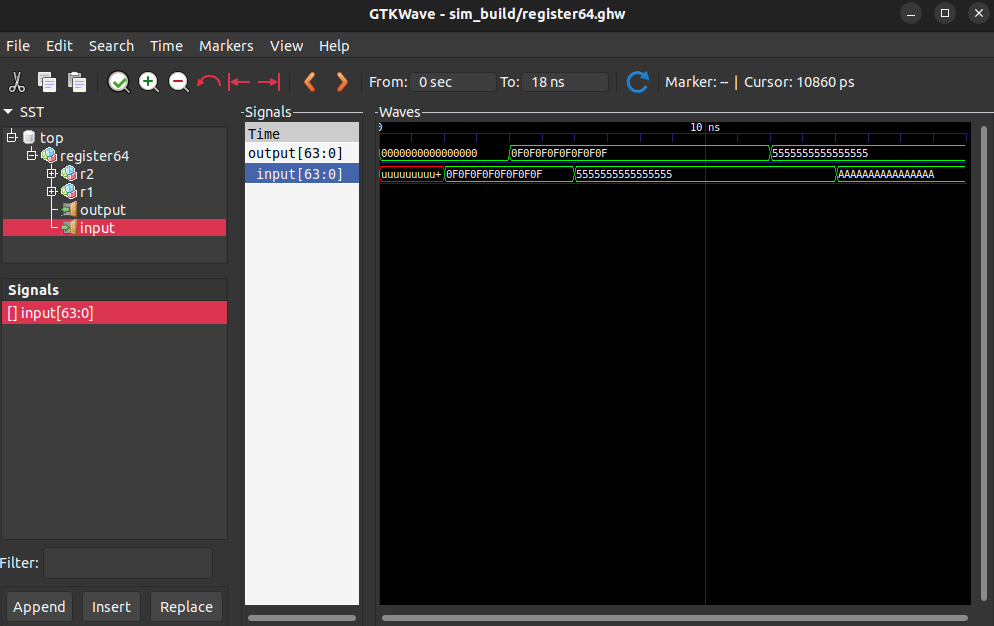 GTKWave - sim_build/register64.ghw
File Edit Search Time Markers View Help
From: 0 sec To: 18 ns Marker: -- | Cursor: 10860 ps
SST
top
register64
r2
r1
output
input
Signals
[] input[63:0]
Filter:
Append Insert Replace
Signals
Time
output[63:0]
input[63:0]
Waves
0 10 ns
0000000000000000 0F0F0F0F0F0F0F0F 5555555555555555
uuuuuuuuu+ 0F0F0F0F0F0F0F0F 5555555555555555 AAAAAAAAAAAAAAAA